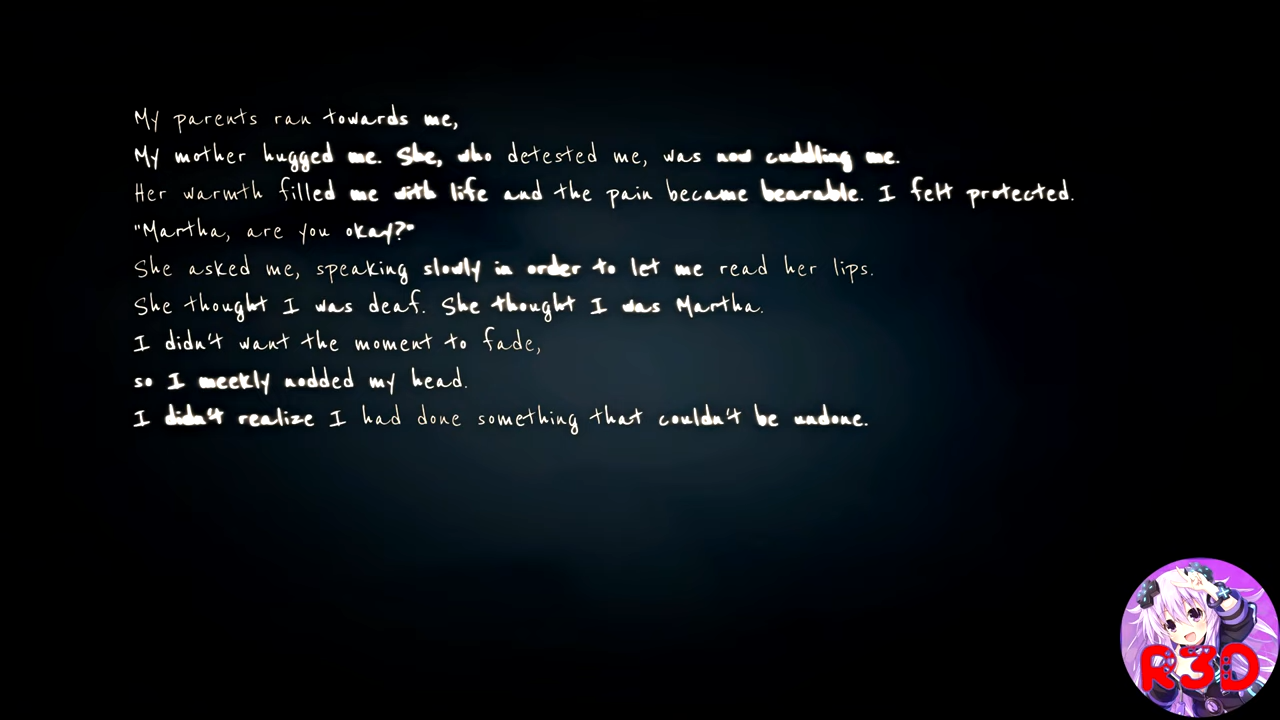 My parents ran towards me,
My mother hugged me. She, who detested me, was now cuddling me.
Her warmth filled me with life and the pain became bearable. I felt protected.
"Martha, are you okay?"
She asked me, speaking slowly in order to let me read her lips.
She thought I was deaf. She thought I was Martha.
I didn't want the moment to fade,
so I meekly nodded my head.
I didn't realize I had done something that couldn't be undone.
R3D